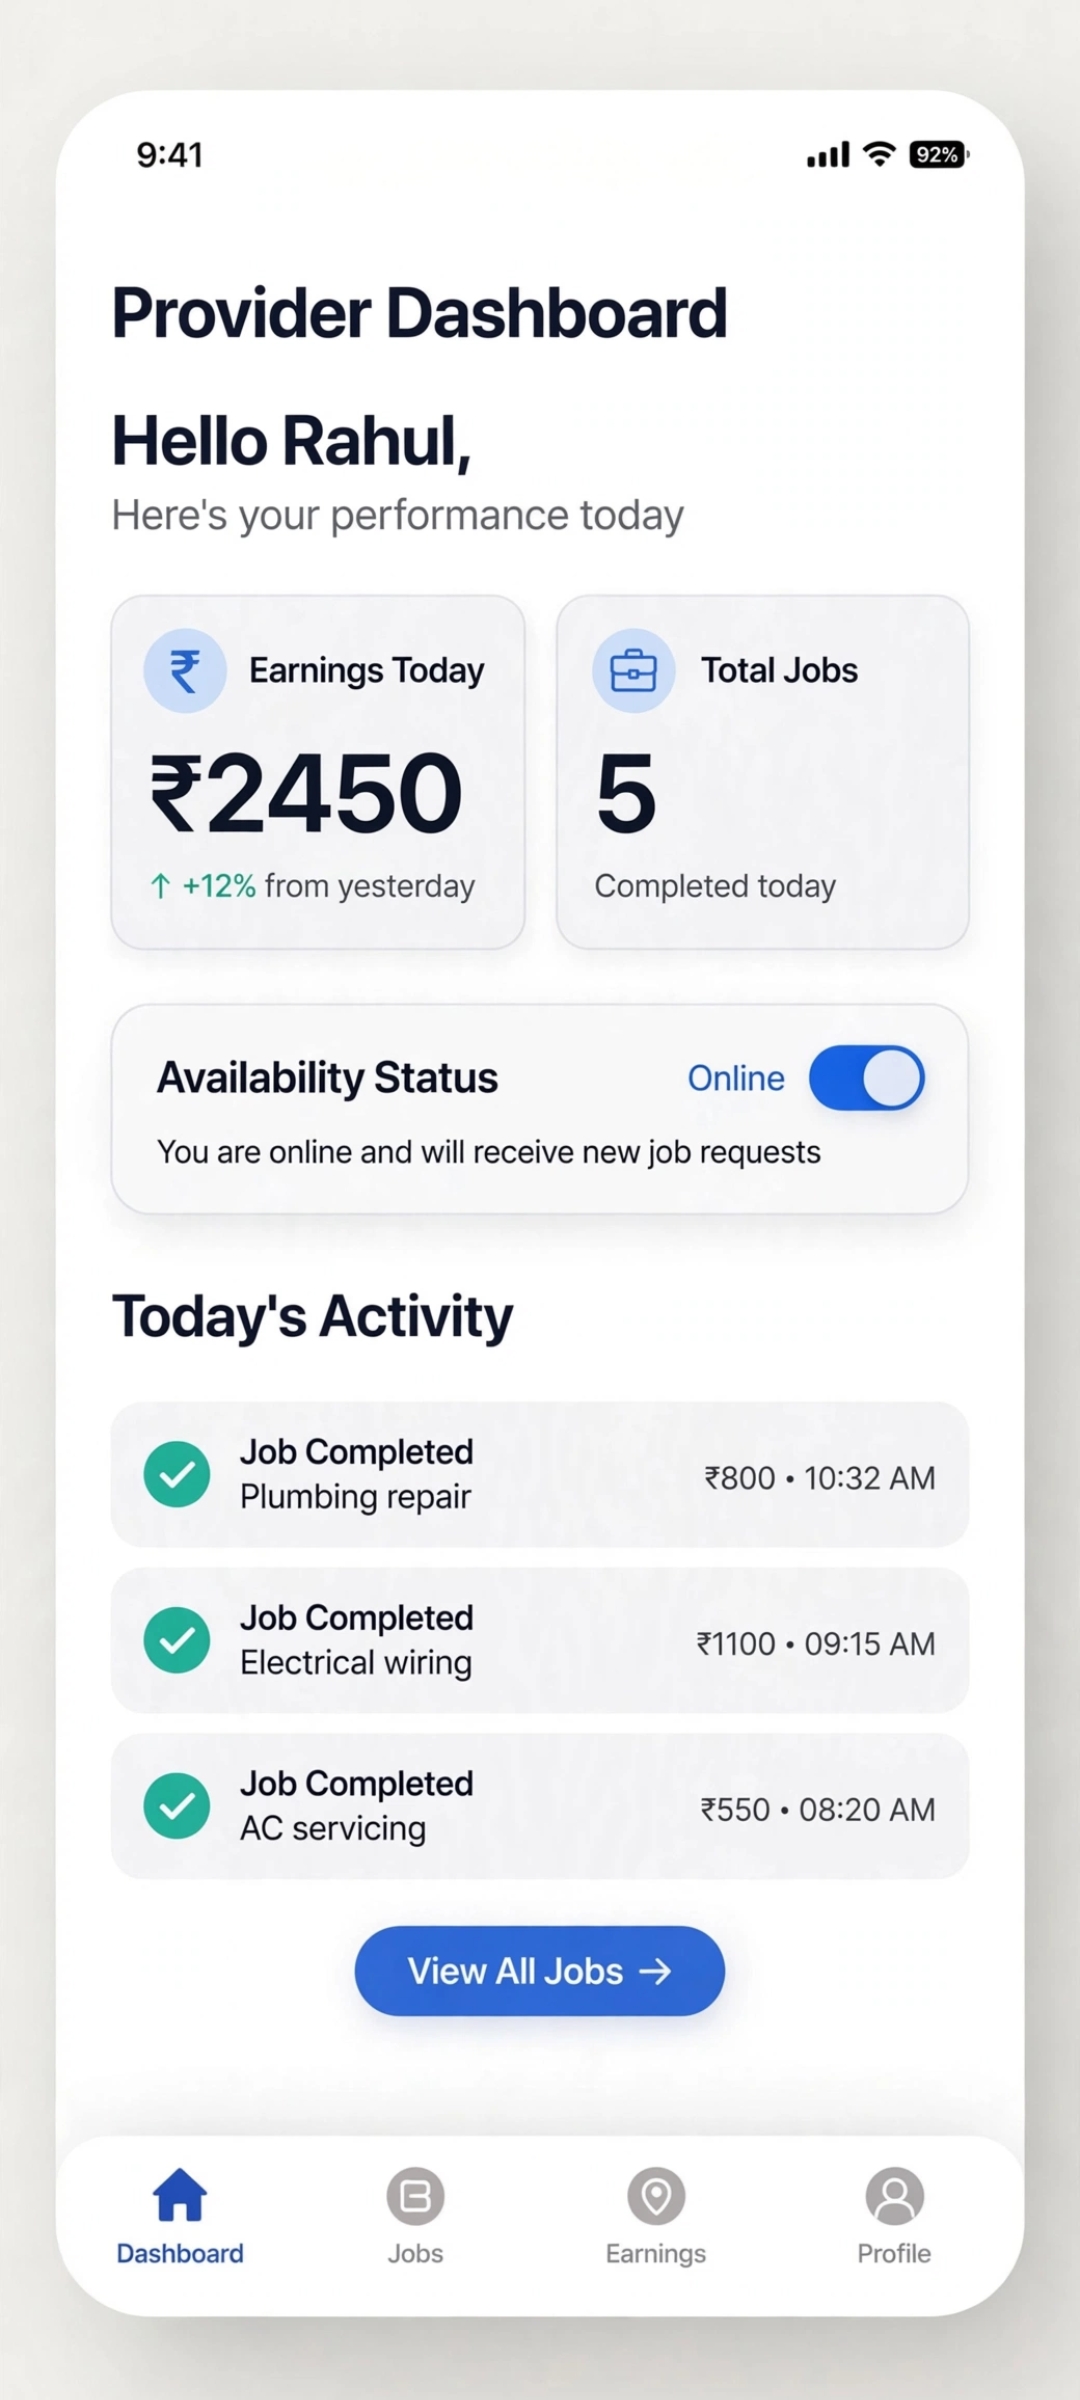 9:41
92%
Provider Dashboard
Hello Rahul,
Here's your performance today
₹ Earnings Today
₹2450
↑ +12% from yesterday
Total Jobs
5
Completed today
Availability Status Online
You are online and will receive new job requests
Today's Activity
Job Completed
Plumbing repair
₹800 • 10:32 AM
Job Completed
Electrical wiring
₹1100 • 09:15 AM
Job Completed
AC servicing
₹550 • 08:20 AM
View All Jobs →
Dashboard Jobs Earnings Profile